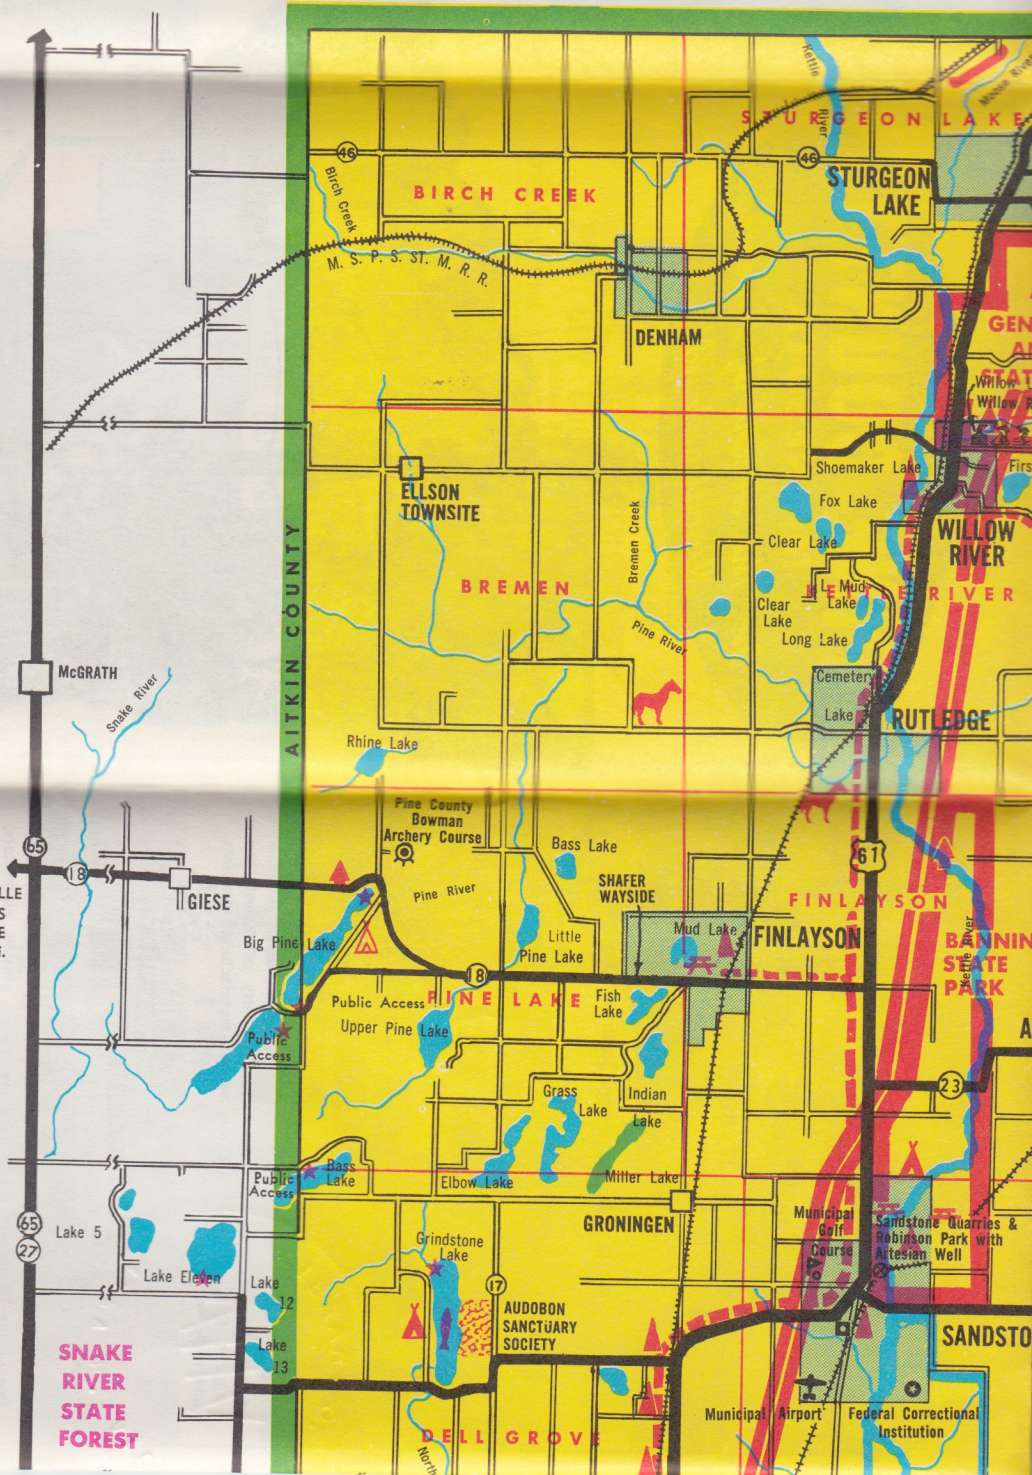 Kettle
River
Moose River
STURGEON LAKE
46
46
Birch Creek
BIRCH CREEK
STURGEON
LAKE
M. S. P. S. ST. M. R. R.
DENHAM
GEN
STAT
Willow
Willow R
Shoemaker Lake
Firs
ELLSON
TOWNSITE
Fox Lake
Bremen Creek
WILLOW
RIVER
Clear Lake
AITKIN COUNTY
BREMEN
L. Mud
Lake
KETTLE RIVER
Clear
Lake
Pine River
Long Lake
McGRATH
Snake River
Cemetery
Lake
RUTLEDGE
Rhine Lake
Pine County
Bowman
Archery Course
65
Bass Lake
61
18
LLE
S
E
GIESE
Pine River
SHAFER
WAYSIDE
FINLAYSON
Big Pine Lake
Little
Pine Lake
Mud Lake
FINLAYSON
Kettle River
BANNIN
STATE
PARK
18
Public Access
PINE LAKE
Fish
Lake
Upper Pine Lake
Public
Access
A
23
Grass
Lake
Indian
Lake
Public
Access
Bass
Lake
Elbow Lake
Miller Lake
65
27
Lake 5
GRONINGEN
Municipal
Golf
Course
Sandstone Quarries &
Robinson Park with
Artesian Well
Grindstone
Lake
Lake Eleven
Lake
12
17
AUDOBON
SANCTUARY
SOCIETY
SANDSTO
Lake
13
SNAKE
RIVER
STATE
FOREST
Municipal Airport
Federal Correctional
Institution
DELL GROVE
North